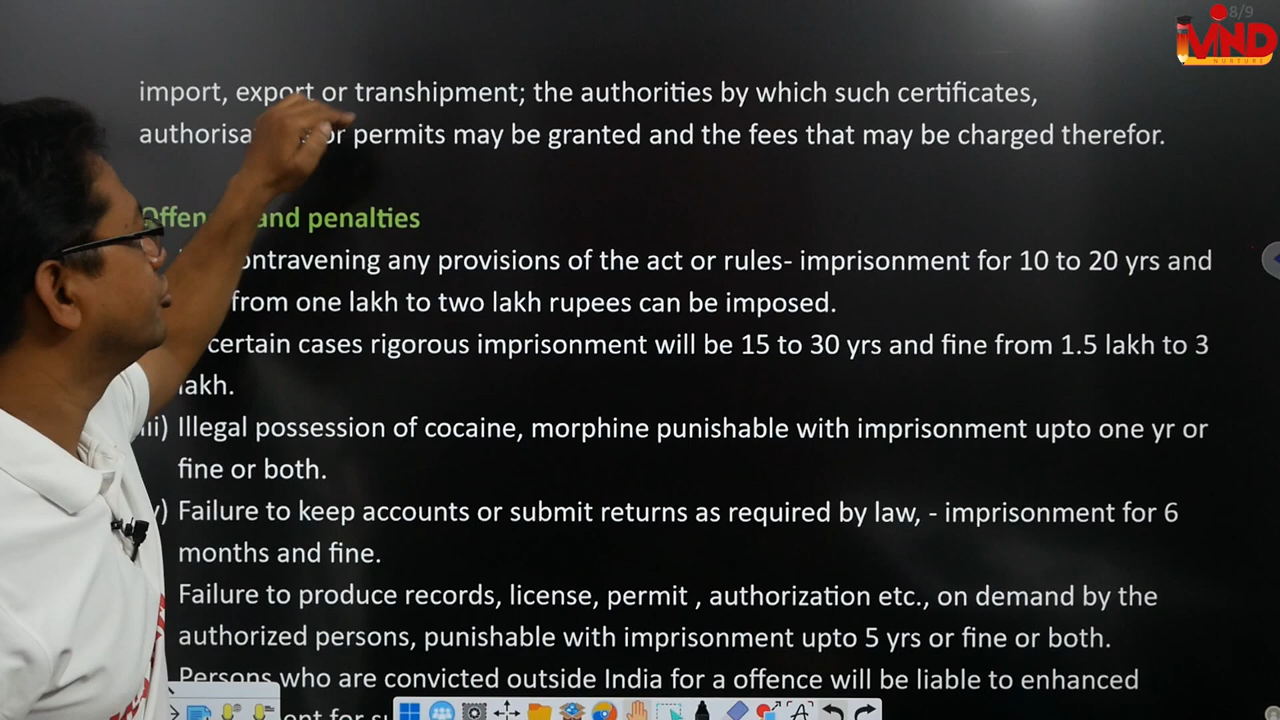 8/9
MIND
NURTURE
import, export or transhipment; the authorities by which such certificates,
or permits may be granted and the fees that may be charged therefor.
and penalties
any provisions of the act or rules- imprisonment for 10 to 20 yrs and
from one lakh to two lakh rupees can be imposed.
certain cases rigorous imprisonment will be 15 to 30 yrs and fine from 1.5 lakh to 3
lakh.
iii) Illegal possession of cocaine, morphine punishable with imprisonment upto one yr or
fine or both.
Failure to keep accounts or submit returns as required by law, - imprisonment for 6
months and fine.
Failure to produce records, license, permit , authorization etc., on demand by the
authorized persons, punishable with imprisonment upto 5 yrs or fine or both.
Persons who are convicted outside India for a offence will be liable to enhanced
for